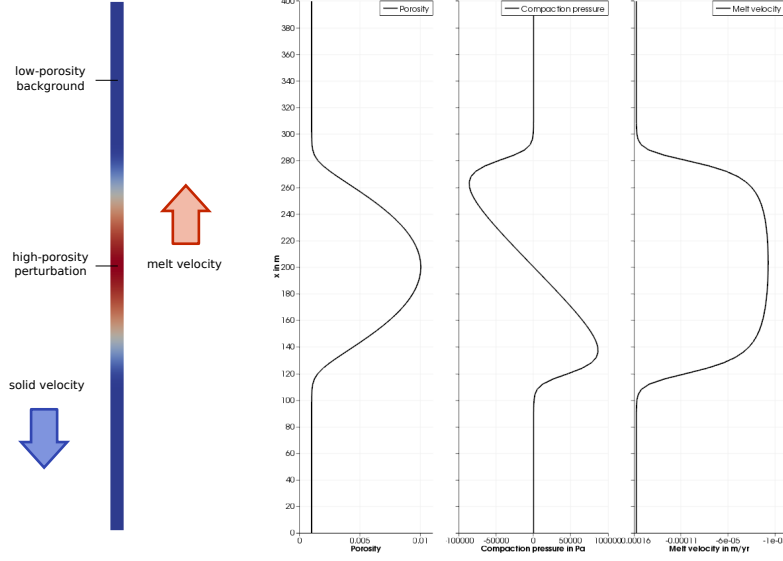 low-porosity
background
high-porosity
perturbation
solid velocity
melt velocity
Porosity
400
380
360
340
320
300
280
260
240
220
200
180
160
140
120
100
80
60
40
20
0
x in m
0 0.005 0.01
Porosity
Compaction pressure
-100000 -50000 0 50000 100000
Compaction pressure in Pa
Melt velocity
0.00016 -0.00011 -6e-05
Melt velocity in m/yr